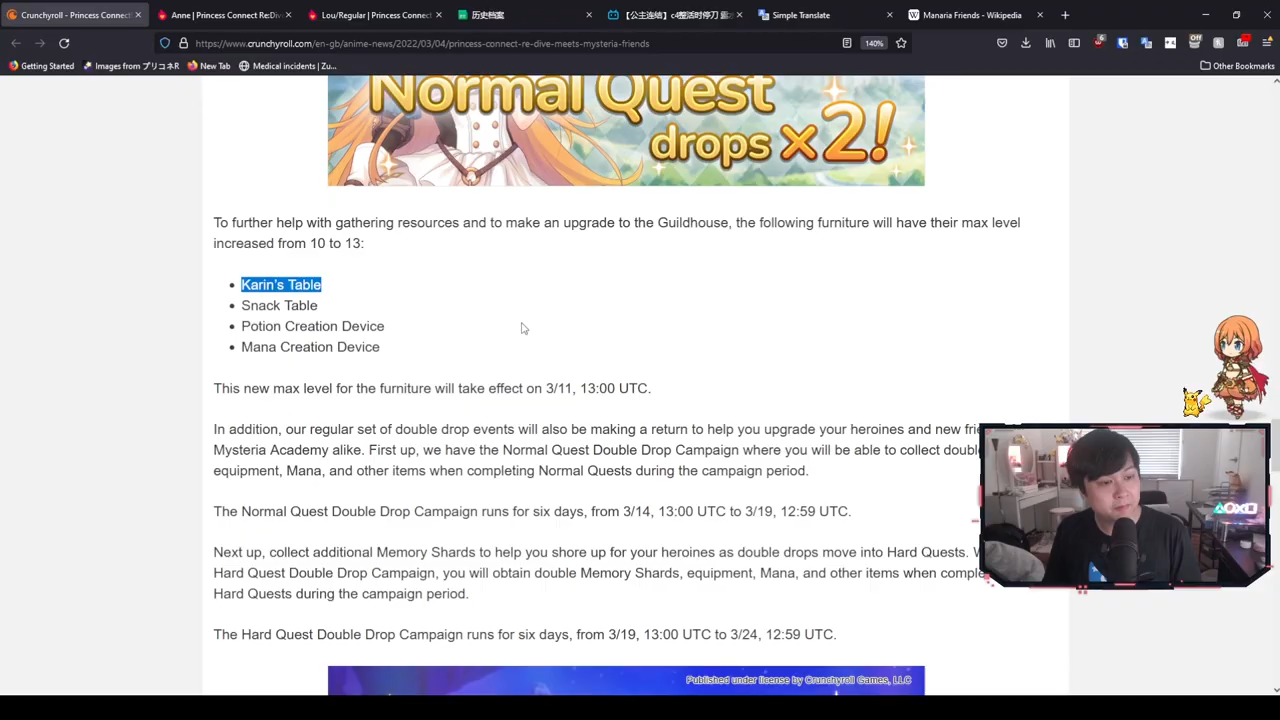 Crunchyroll - Princess Connect
Anne | Princess Connect Re:Dive
Lou/Regular | Princess Connect
历史档案
【公主连结】c4整活时停刀
Simple Translate
Manaria Friends - Wikipedia
https://www.crunchyroll.com/en-gb/anime-news/2022/03/04/princess-connect-re-dive-meets-mysteria-friends
140%
Off
Getting Started
Images from プリコネR
New Tab
Medical incidents | Zu...
Other Bookmarks
Normal Quest
drops x2!
To further help with gathering resources and to make an upgrade to the Guildhouse, the following furniture will have their max level
increased from 10 to 13:
Karin's Table
Snack Table
Potion Creation Device
Mana Creation Device
This new max level for the furniture will take effect on 3/11, 13:00 UTC.
In addition, our regular set of double drop events will also be making a return to help you upgrade your heroines and new frie
Mysteria Academy alike. First up, we have the Normal Quest Double Drop Campaign where you will be able to collect doubl
equipment, Mana, and other items when completing Normal Quests during the campaign period.
The Normal Quest Double Drop Campaign runs for six days, from 3/14, 13:00 UTC to 3/19, 12:59 UTC.
Next up, collect additional Memory Shards to help you shore up for your heroines as double drops move into Hard Quests. W
Hard Quest Double Drop Campaign, you will obtain double Memory Shards, equipment, Mana, and other items when comple
Hard Quests during the campaign period.
The Hard Quest Double Drop Campaign runs for six days, from 3/19, 13:00 UTC to 3/24, 12:59 UTC.
Published under license by Crunchyroll Games, LLC